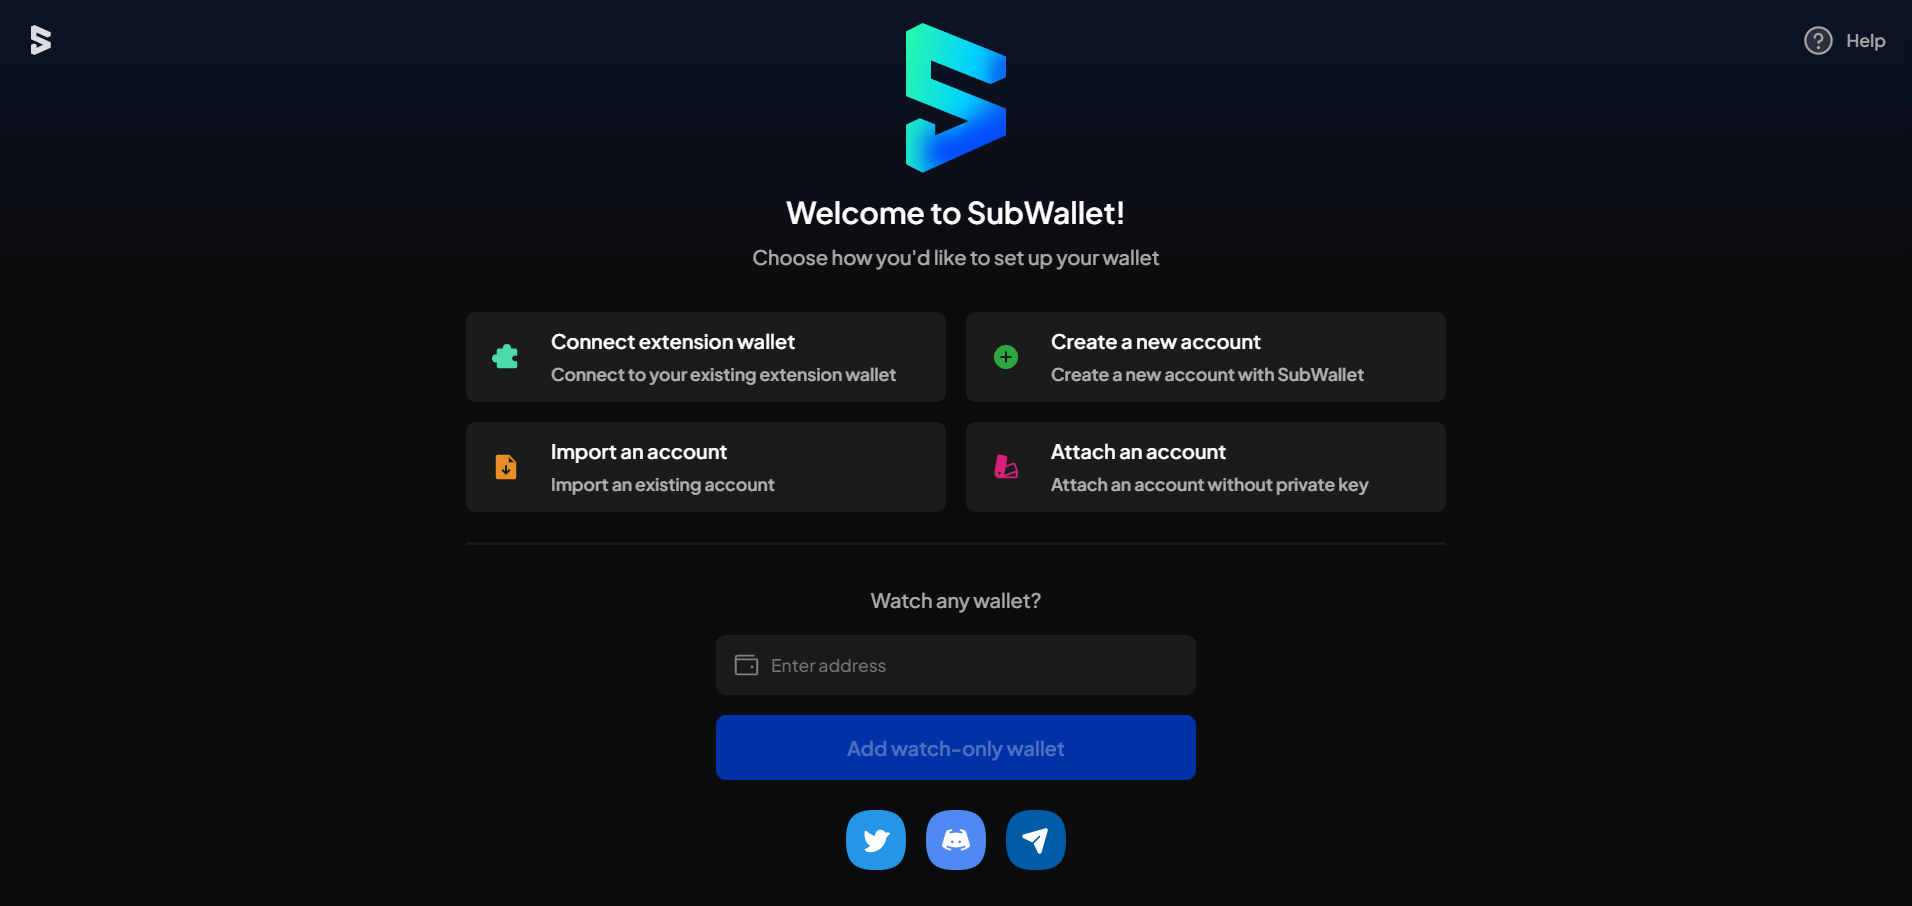 Help
Welcome to SubWallet!
Choose how you'd like to set up your wallet
Connect extension wallet
Connect to your existing extension wallet
Create a new account
Create a new account with SubWallet
Import an account
Import an existing account
Attach an account
Attach an account without private key
Watch any wallet?
Enter address
Add watch-only wallet